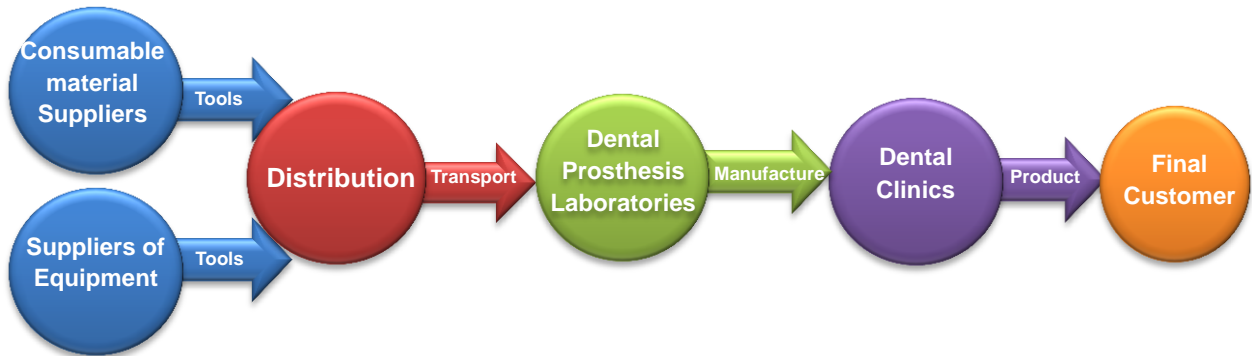 Consumable
material
Suppliers
Tools
Suppliers of
Equipment
Tools
Distribution
Transport
Dental
Prosthesis
Laboratories
Manufacture
Dental
Clinics
Product
Final
Customer